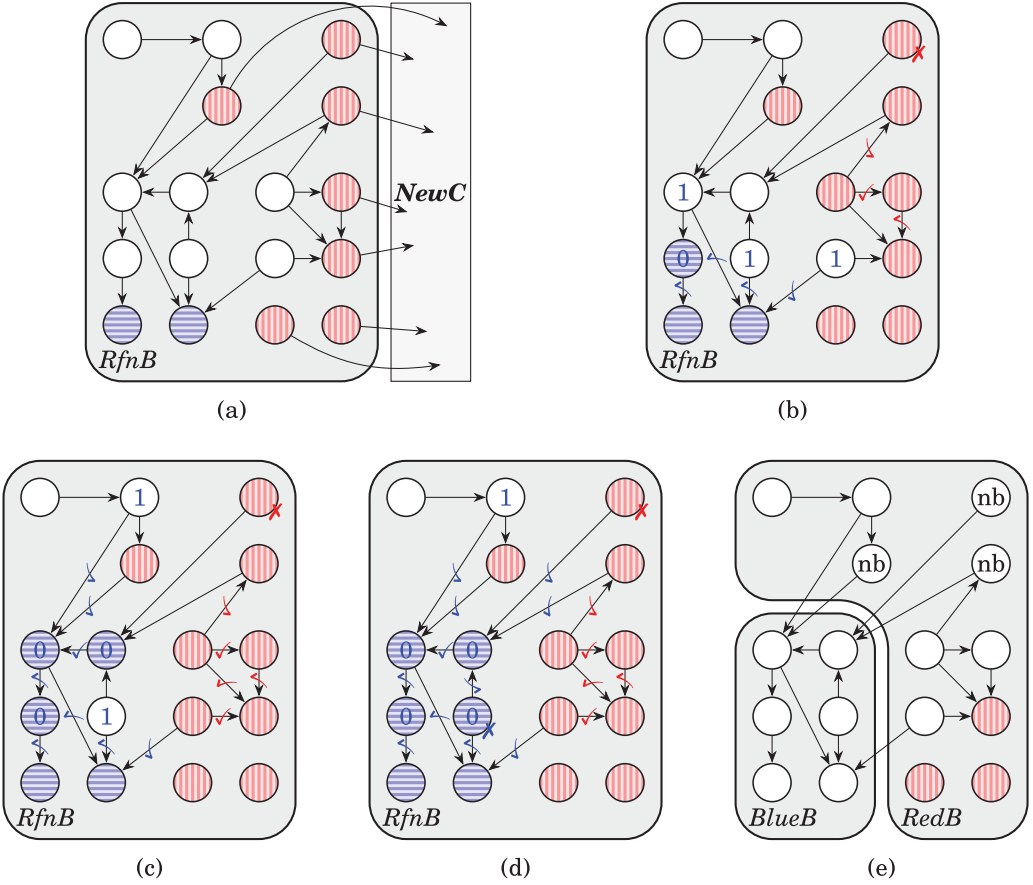 NewC
RfnB
(a)
1
0 1 1
RfnB
(b)
1
0 0
0 1
RfnB
(c)
1
0 0
0 0
RfnB
(d)
nb
nb nb
BlueB
RedB
(e)